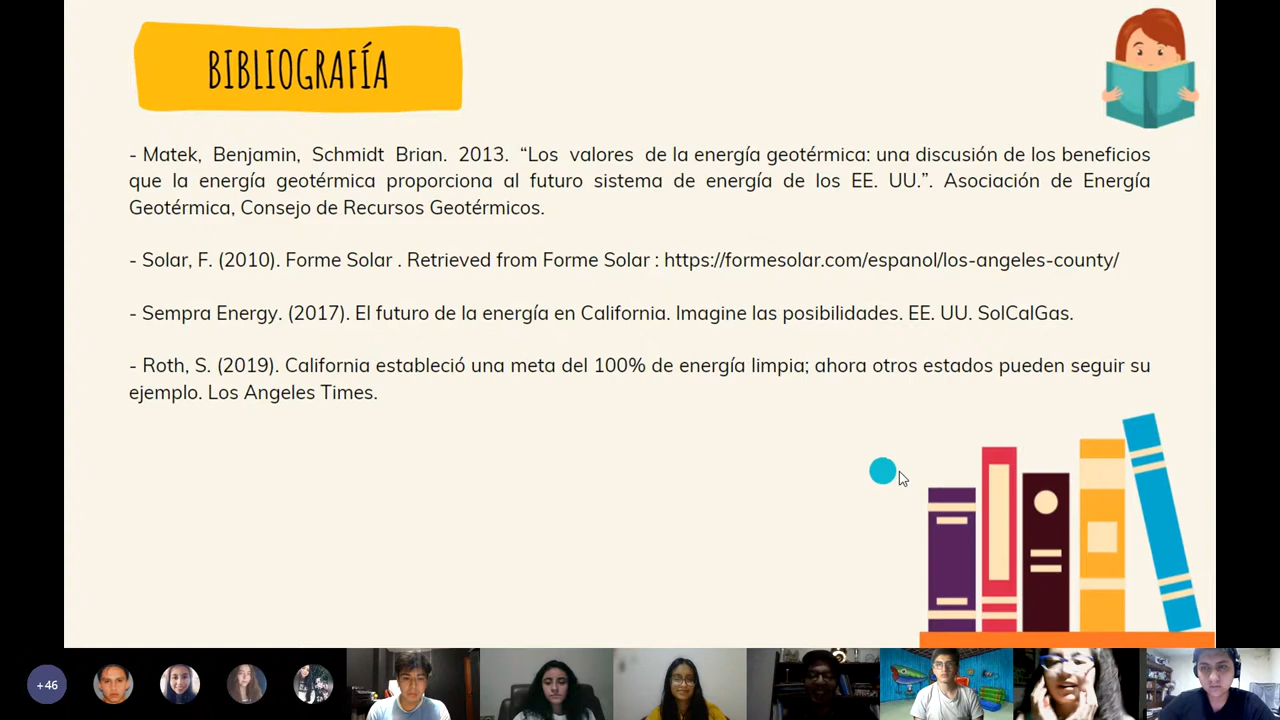 BIBLIOGRAFÍA
- Matek, Benjamin, Schmidt Brian. 2013. “Los valores de la energía geotérmica: una discusión de los beneficios
que la energía geotérmica proporciona al futuro sistema de energía de los EE. UU.”. Asociación de Energía
Geotérmica, Consejo de Recursos Geotérmicos.
- Solar, F. (2010). Forme Solar . Retrieved from Forme Solar : https://formesolar.com/espanol/los-angeles-county/
- Sempra Energy. (2017). El futuro de la energía en California. Imagine las posibilidades. EE. UU. SolCalGas.
- Roth, S. (2019). California estableció una meta del 100% de energía limpia; ahora otros estados pueden seguir su
ejemplo. Los Angeles Times.
+46